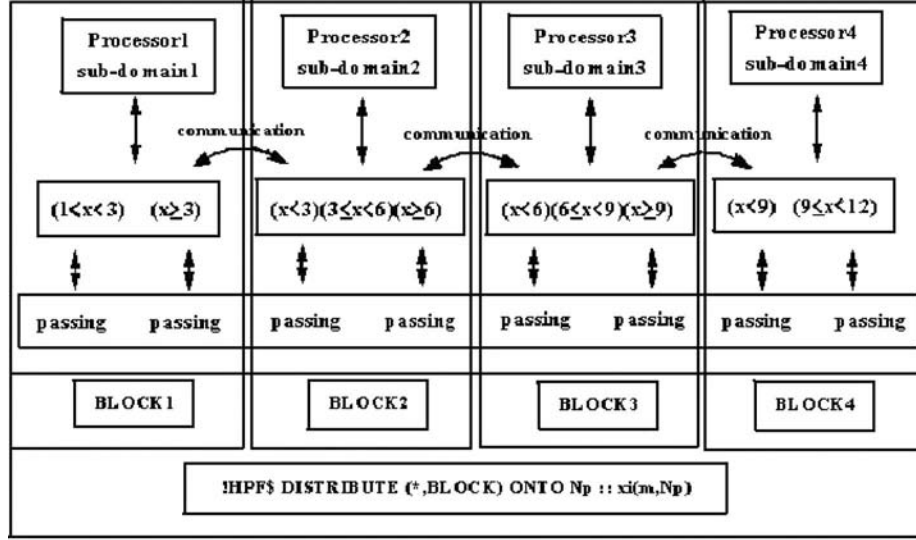 Processor1
sub-domain1
Processor2
sub-domain2
Processor3
sub-domain3
Processor4
sub-domain4
communication
communication
communication
(1<x<3) (x≥3)
(x<3)(3≤x<6)(x≥6)
(x<6)(6≤x<9)(x≥9)
(x<9) (9≤x<12)
passing passing passing passing passing passing passing passing
BLOCK1
BLOCK2
BLOCK3
BLOCK4
!HPF$ DISTRIBUTE (*,BLOCK) ONTO Np :: xi(m,Np)